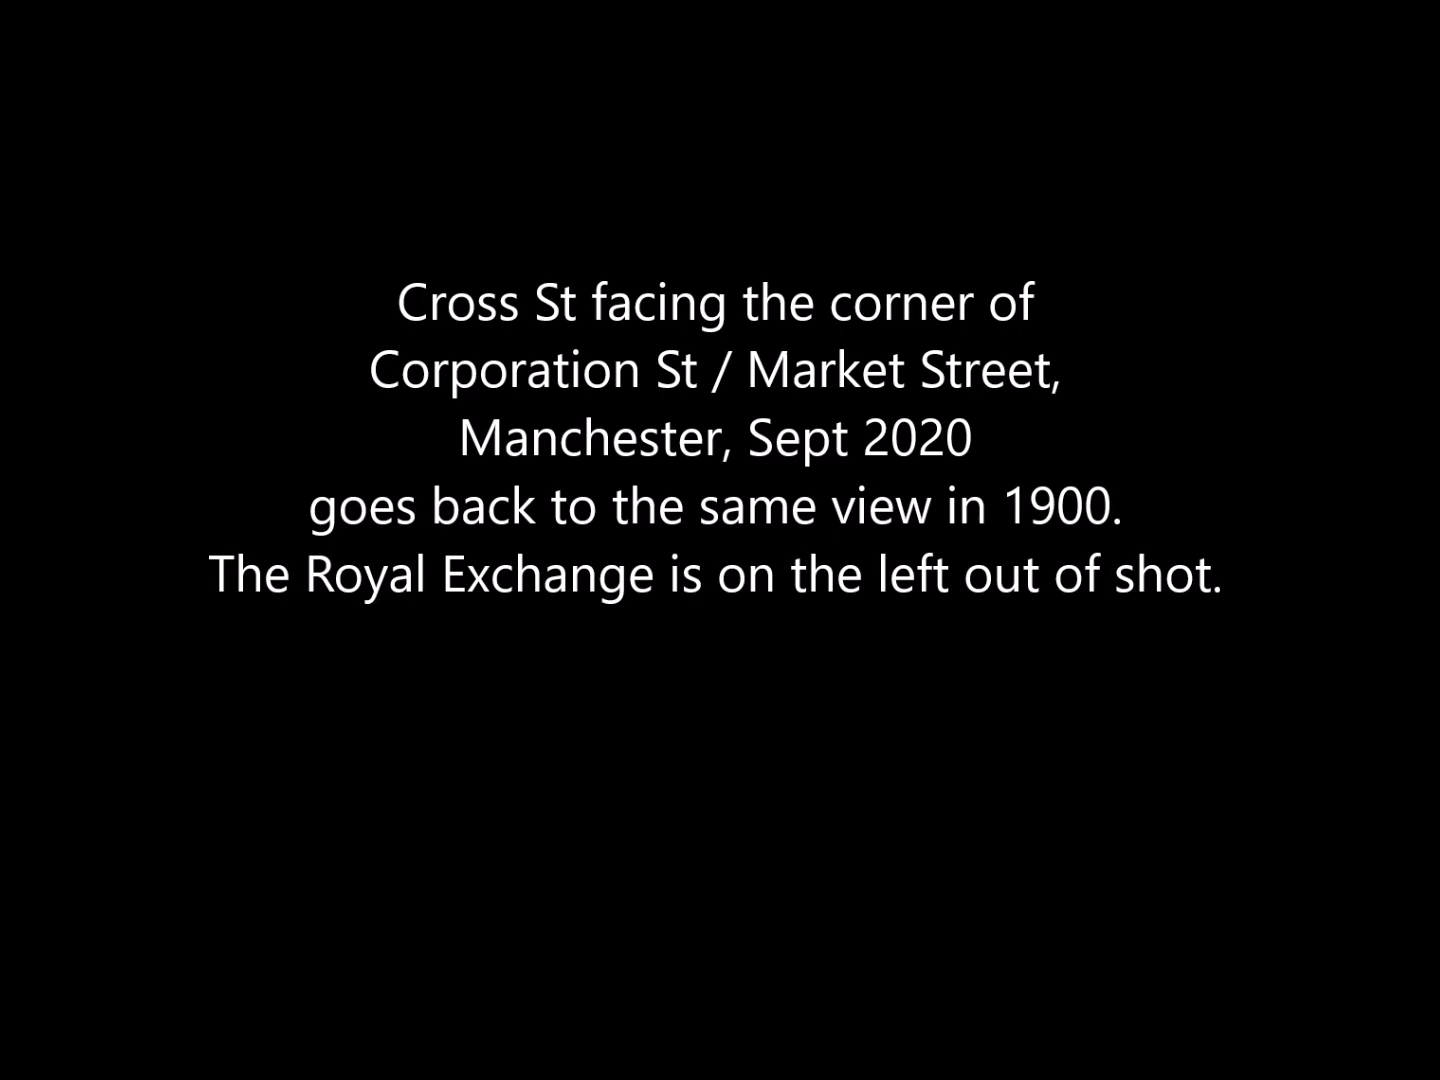 Cross St facing the corner of
Corporation St / Market Street,
Manchester, Sept 2020
goes back to the same view in 1900.
The Royal Exchange is on the left out of shot.